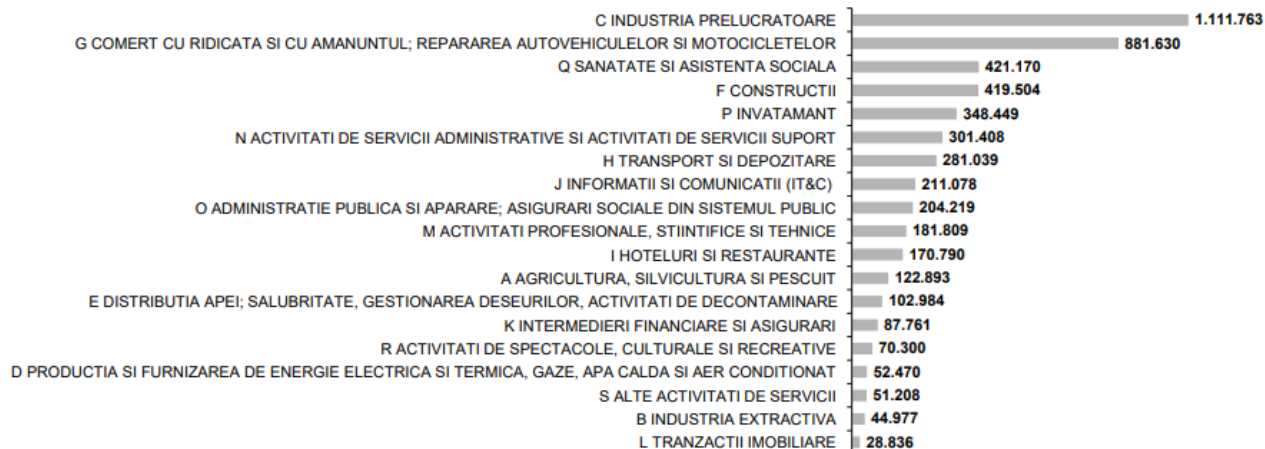 C INDUSTRIA PRELUCRATOARE 1.111.763
G COMERT CU RIDICATA SI CU AMANUNTUL; REPARAREA AUTOVEHICULELOR SI MOTOCICLETELOR 881.630
Q SANATATE SI ASISTENTA SOCIALA 421.170
F CONSTRUCTII 419.504
P INVATAMANT 348.449
N ACTIVITATI DE SERVICII ADMINISTRATIVE SI ACTIVITATI DE SERVICII SUPORT 301.408
H TRANSPORT SI DEPOZITARE 281.039
J INFORMATII SI COMUNICATII (IT&C) 211.078
O ADMINISTRATIE PUBLICA SI APARARE; ASIGURARI SOCIALE DIN SISTEMUL PUBLIC 204.219
M ACTIVITATI PROFESIONALE, STIINTIFICE SI TEHNICE 181.809
I HOTELURI SI RESTAURANTE 170.790
A AGRICULTURA, SILVICULTURA SI PESCUIT 122.893
E DISTRIBUTIA APEI; SALUBRITATE, GESTIONAREA DESEURILOR, ACTIVITATI DE DECONTAMINARE 102.984
K INTERMEDIERI FINANCIARE SI ASIGURARI 87.761
R ACTIVITATI DE SPECTACOLE, CULTURALE SI RECREATIVE 70.300
D PRODUCTIA SI FURNIZAREA DE ENERGIE ELECTRICA SI TERMICA, GAZE, APA CALDA SI AER CONDITIONAT 52.470
S ALTE ACTIVITATI DE SERVICII 51.208
B INDUSTRIA EXTRACTIVA 44.977
L TRANZACTII IMOBILIARE 28.836